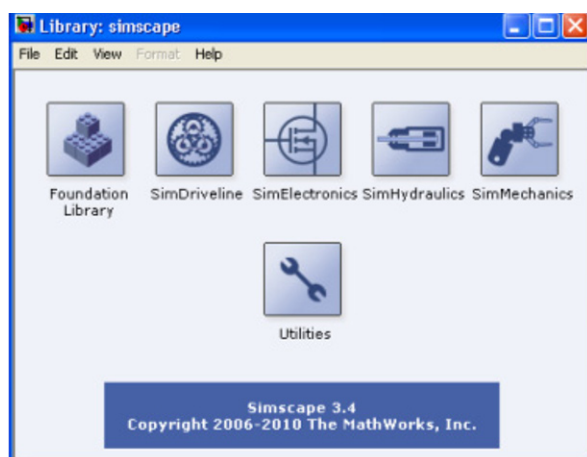 Library: simscape
File Edit View Format Help
Foundation Library
SimDriveline
SimElectronics
SimHydraulics
SimMechanics
Utilities
Simscape 3.4
Copyright 2006-2010 The MathWorks, Inc.